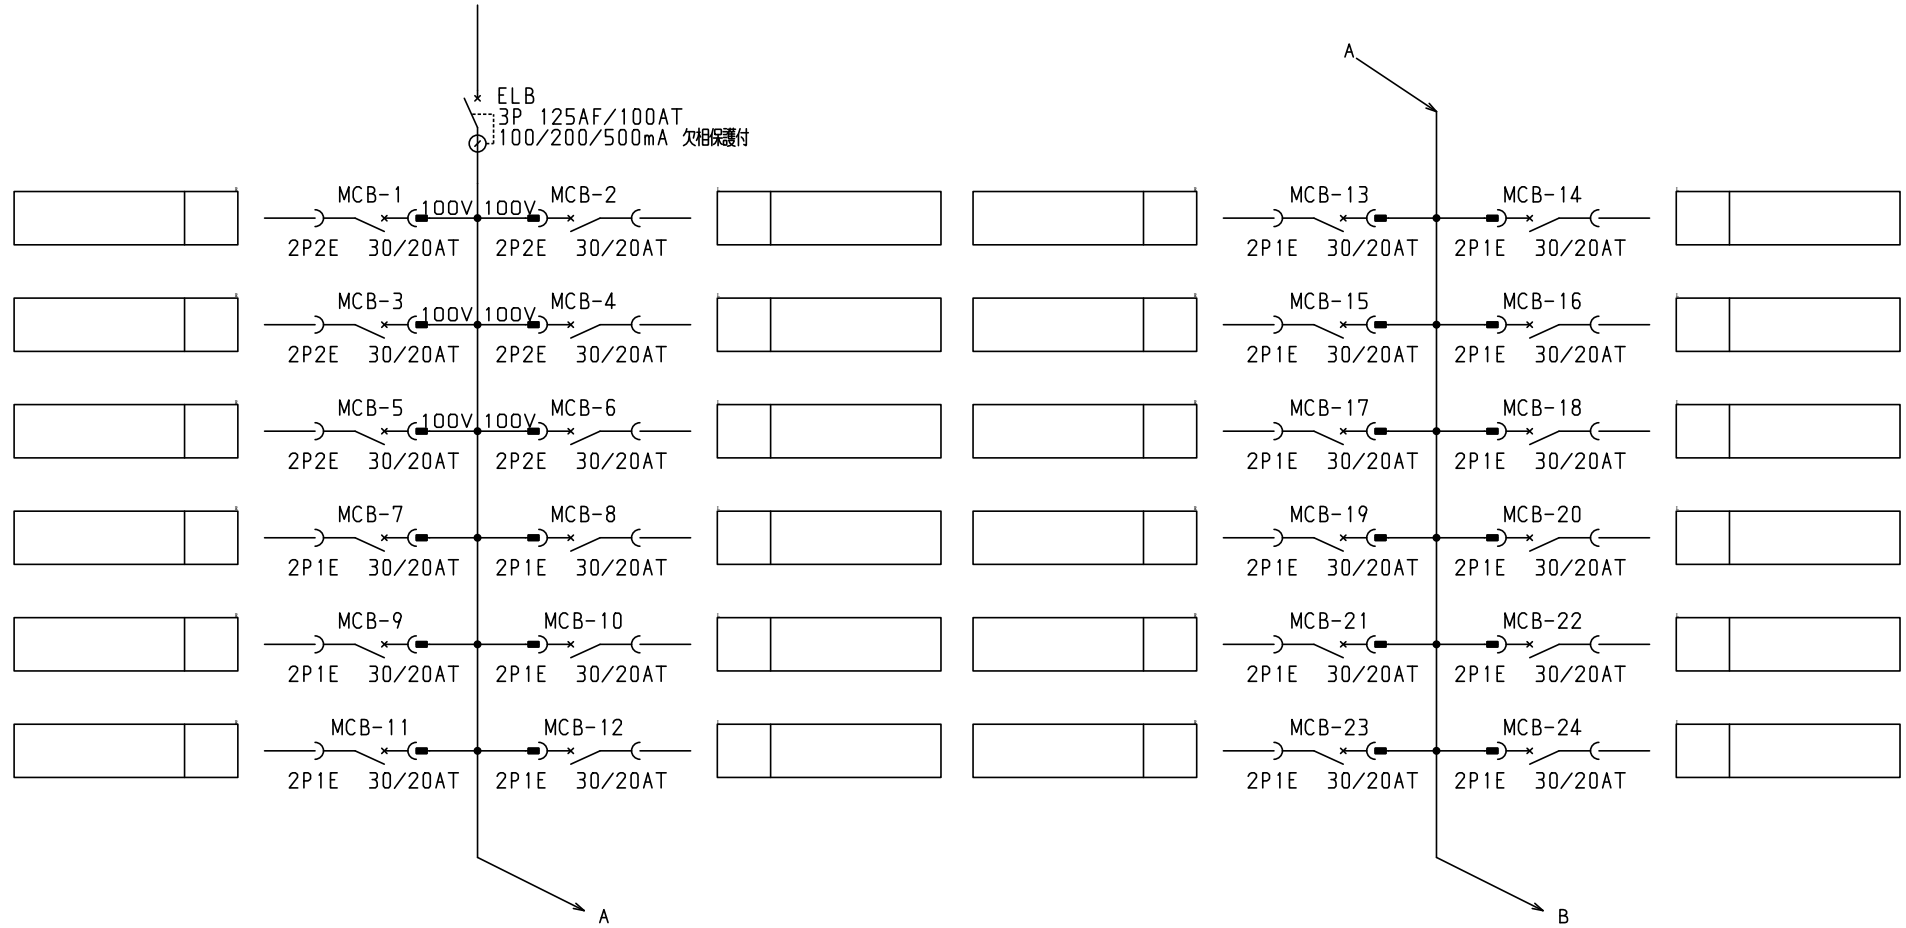 A
ELB
3P 125AF/100AT
100/200/500mA 欠相保護付
MCB-1 100V 100V MCB-2
2P2E 30/20AT 2P2E 30/20AT
MCB-3 100V 100V MCB-4
2P2E 30/20AT 2P2E 30/20AT
MCB-5 100V 100V MCB-6
2P2E 30/20AT 2P2E 30/20AT
MCB-7 MCB-8
2P1E 30/20AT 2P1E 30/20AT
MCB-9 MCB-10
2P1E 30/20AT 2P1E 30/20AT
MCB-11 MCB-12
2P1E 30/20AT 2P1E 30/20AT
A
MCB-13 MCB-14
2P1E 30/20AT 2P1E 30/20AT
MCB-15 MCB-16
2P1E 30/20AT 2P1E 30/20AT
MCB-17 MCB-18
2P1E 30/20AT 2P1E 30/20AT
MCB-19 MCB-20
2P1E 30/20AT 2P1E 30/20AT
MCB-21 MCB-22
2P1E 30/20AT 2P1E 30/20AT
MCB-23 MCB-24
2P1E 30/20AT 2P1E 30/20AT
B